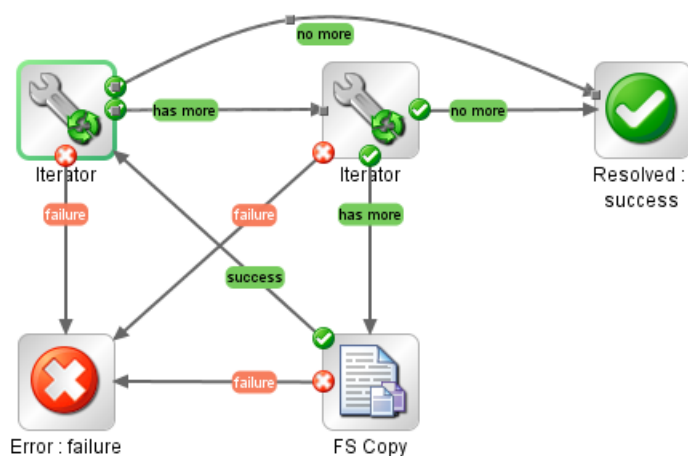 no more
has more
no more
Iterator
Iterator
Resolved :
success
failure
failure
has more
success
failure
Error : failure
FS Copy